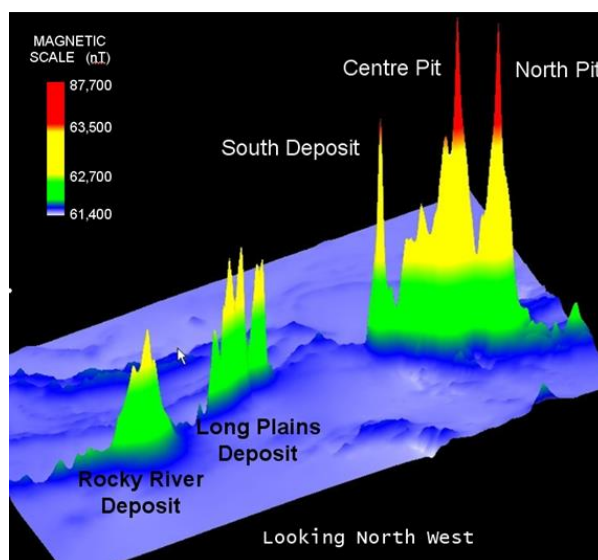 MAGNETIC
SCALE (nT)
87,700
63,500
62,700
61,400
Centre Pit
North Pit
South Deposit
Long Plains
Deposit
Rocky River
Deposit
Looking North West